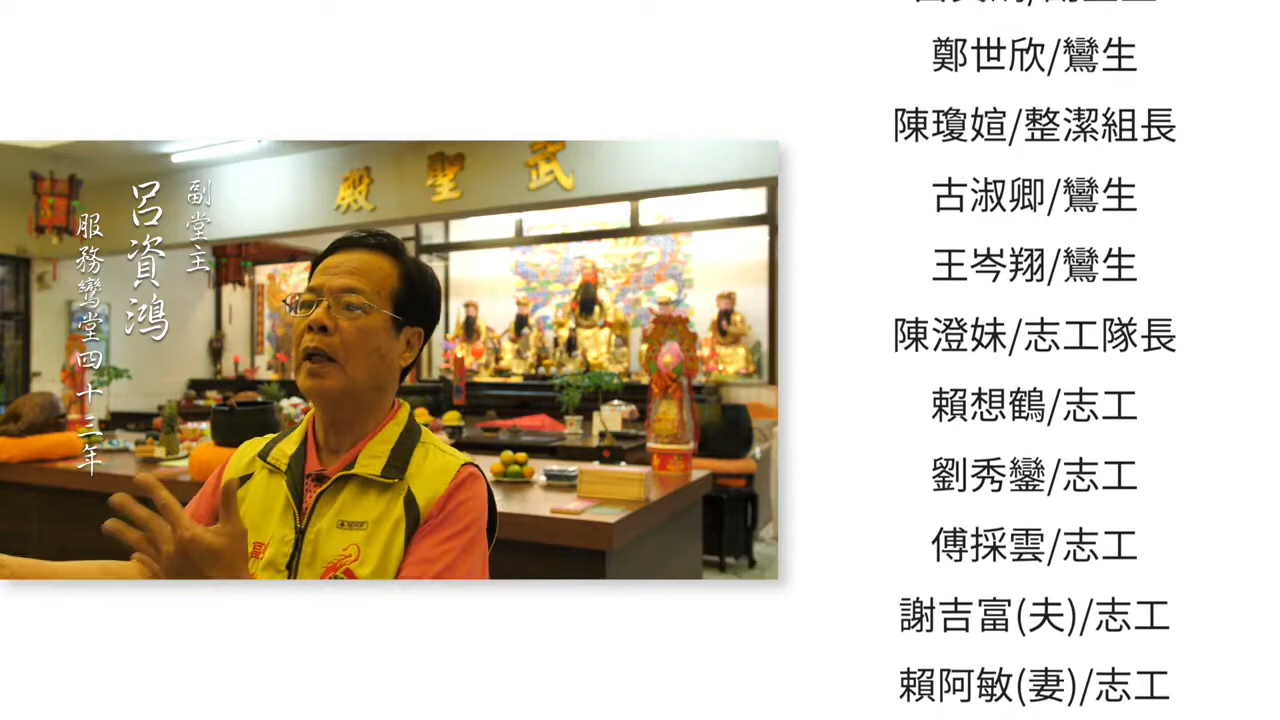 副堂主
呂資鴻
服務鸞堂四十三年
武聖殿
鄭世欣/鸞生
陳瓊媗/整潔組長
古淑卿/鸞生
王岑翔/鸞生
陳澄妹/志工隊長
賴想鶴/志工
劉秀鑾/志工
傅採雲/志工
謝吉富(夫)/志工
賴阿敏(妻)/志工